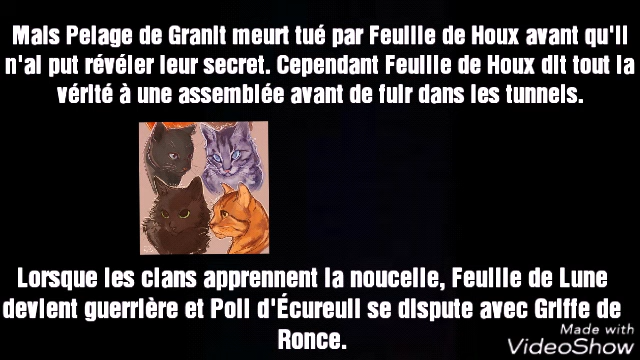 Mais Pelage de Granit meurt tué par Feuille de Houx avant qu'il
n'ai put révéler leur secret. Cependant Feuille de Houx dit tout la
vérité à une assemblée avant de fuir dans les tunnels.
Lorsque les clans apprennent la noucelle, Feuille de Lune
devient guerrière et Poil d'Écureuil se dispute avec Griffe de
Ronce.
Made with
VideoShow